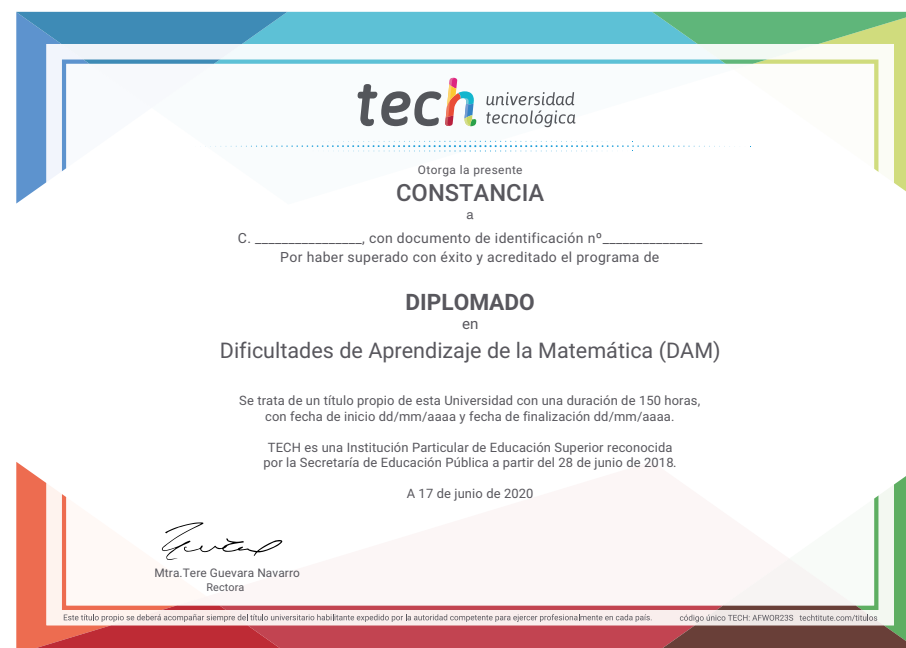 tech universidad
tecnológica
Otorga la presente
CONSTANCIA
a
C. ________________, con documento de identificación nº_______________
Por haber superado con éxito y acreditado el programa de
DIPLOMADO
en
Dificultades de Aprendizaje de la Matemática (DAM)
Se trata de un título propio de esta Universidad con una duración de 150 horas,
con fecha de inicio dd/mm/aaaa y fecha de finalización dd/mm/aaaa.
TECH es una Institución Particular de Educación Superior reconocida
por la Secretaría de Educación Pública a partir del 28 de junio de 2018.
A 17 de junio de 2020
Mtra.Tere Guevara Navarro
Rectora
Este título propio se deberá acompañar siempre del título universitario habilitante expedido por la autoridad competente para ejercer profesionalmente en cada país. código único TECH: AFWOR23S techtitute.com/titulos